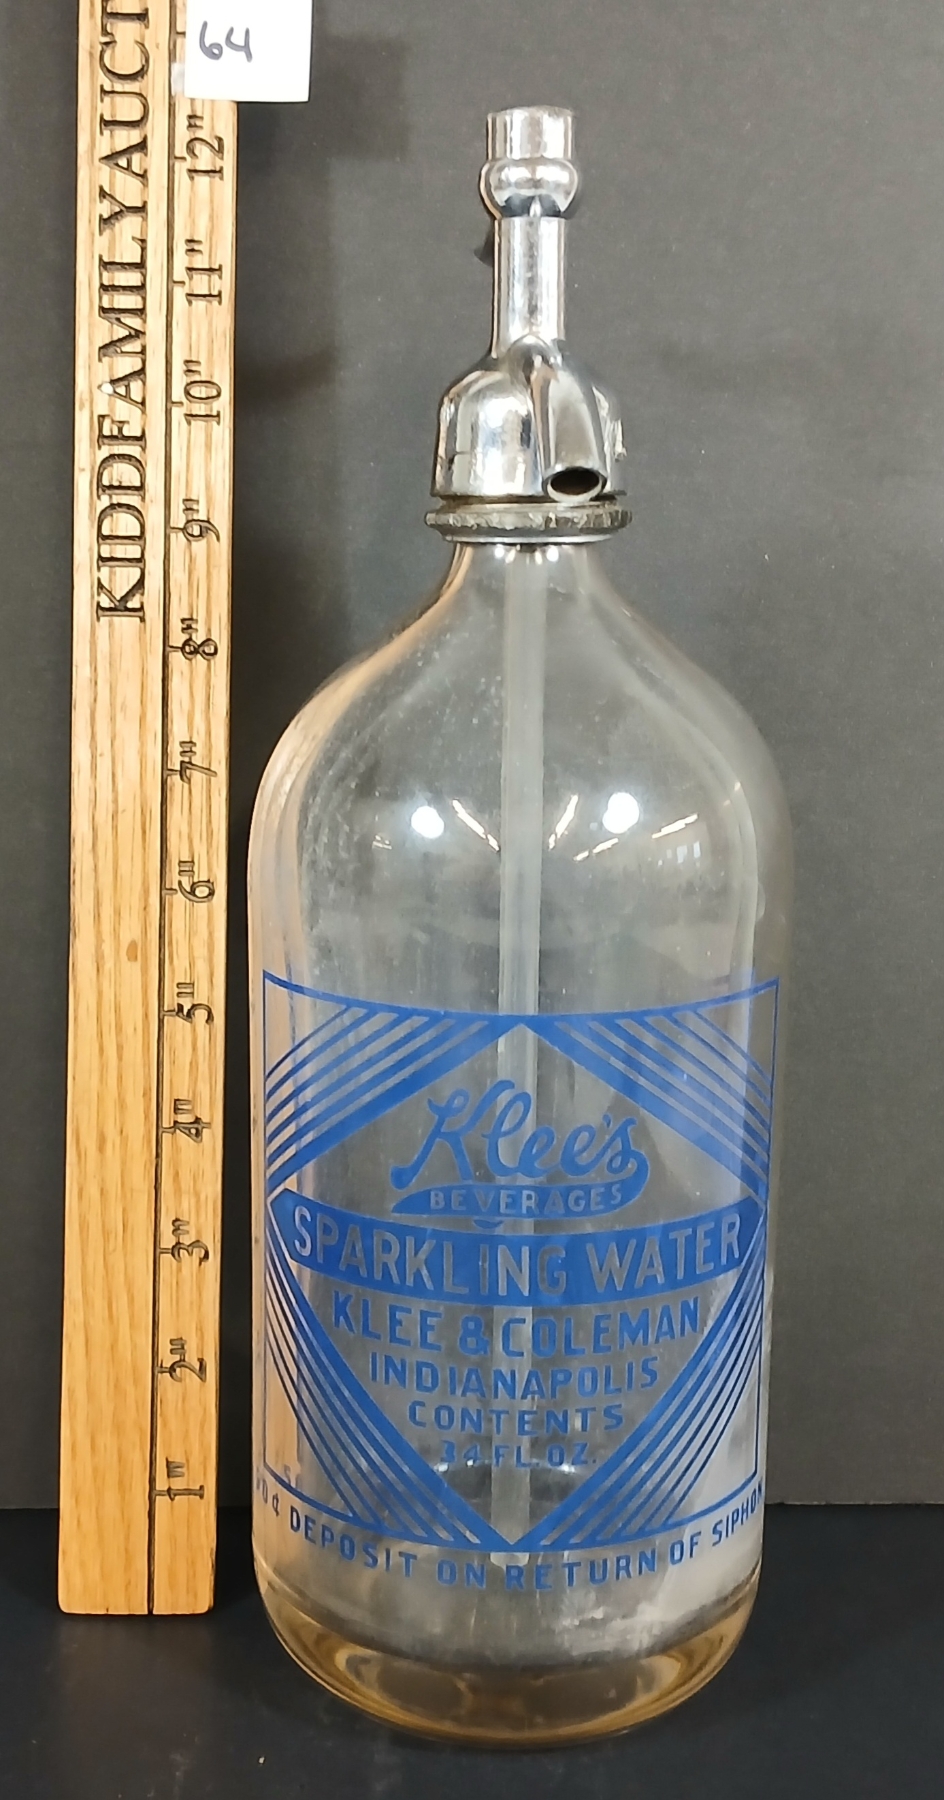 64
KIDDFAMILYAUCT
12"
11"
10"
9"
8"
7"
6"
5"
4"
3"
2"
1"
Klee's
BEVERAGES
SPARKLING WATER
KLEE & COLEMAN
INDIANAPOLIS
CONTENTS
34 FL. OZ.
DEPOSIT ON RETURN OF SIPHON